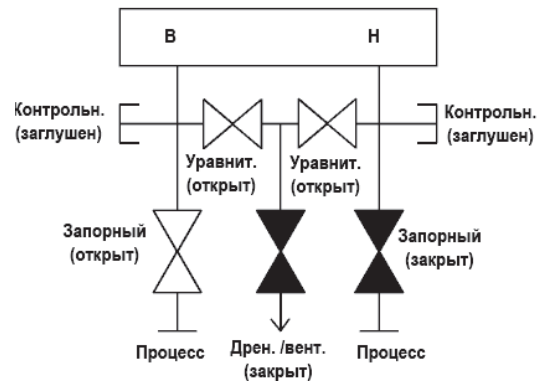 В Н
Контрольн.
(заглушен)
Контрольн.
(заглушен)
Уравнит.
(открыт)
Уравнит.
(открыт)
Запорный
(открыт)
Запорный
(закрыт)
Процесс
Дрен. /вент.
(закрыт)
Процесс